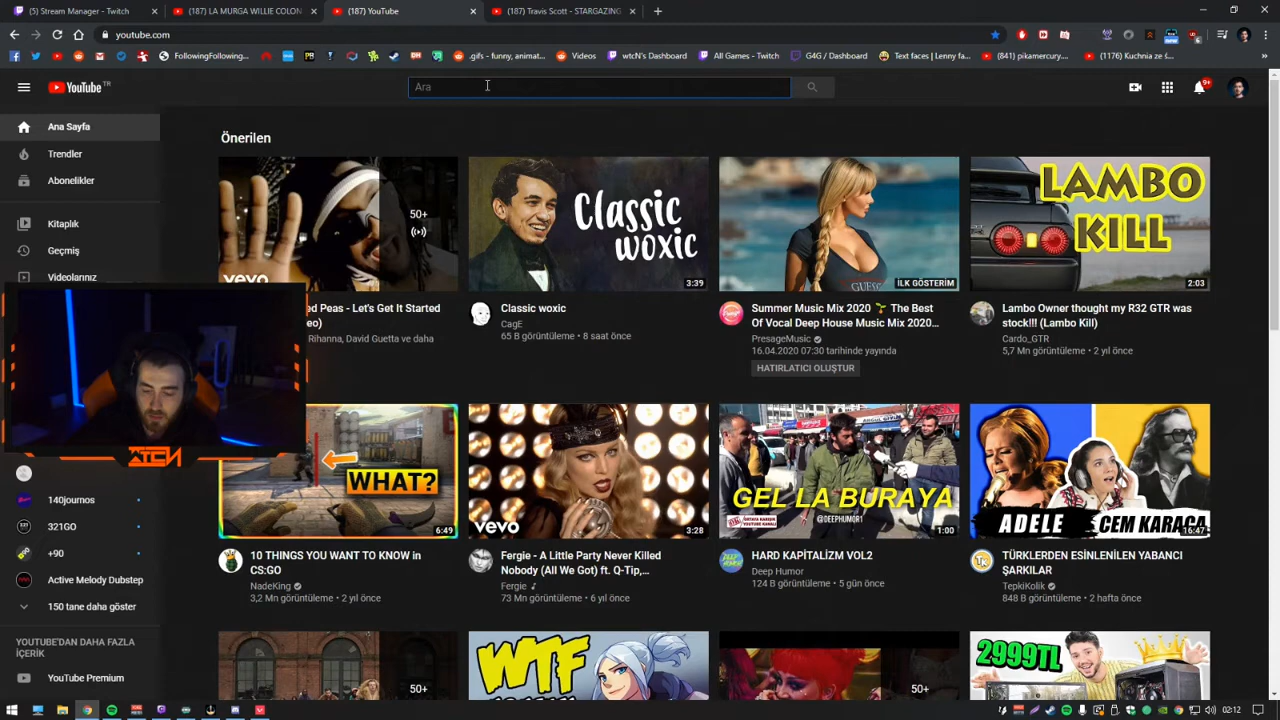 (5) Stream Manager - Twitch
(187) LA MURGA WILLIE COLON
(187) YouTube
(187) Travis Scott - STARGAZING
youtube.com
FollowingFollowing...
.gifs - funny, animat...
Videos
wtcN's Dashboard
All Games - Twitch
G4G / Dashboard
Text faces | Lenny fa...
(841) pikamercury...
(1176) Kuchnia ze ś...
YouTube TR
Ara
9+
Ana Sayfa
Trendler
Abonelikler
Kitaplık
Geçmiş
Videolarınız
Önerilen
50+
vevo
Classic
woxic
3:39
GUESS
İLK GÖSTERİM
LAMBO
KILL
2:03
ed Peas - Let's Get It Started
eo)
Rihanna, David Guetta ve daha
Classic woxic
CagE
65 B görüntüleme • 8 saat önce
Summer Music Mix 2020 🌱 The Best
Of Vocal Deep House Music Mix 2020...
PresageMusic
16.04.2020 07:30 tarihinde yayında
HATIRLATICI OLUŞTUR
Lambo Owner thought my R32 GTR was
stock!!! (Lambo Kill)
Cardo_GTR
5,7 Mn görüntüleme • 2 yıl önce
WHAT?
6:49
vevo
3:28
GEL LA BURAYA
@DEEPHUMOR1
1:00
ADELE
CEM KARACA
16:47
10 THINGS YOU WANT TO KNOW in
CS:GO
NadeKing
3,2 Mn görüntüleme • 2 yıl önce
Fergie - A Little Party Never Killed
Nobody (All We Got) ft. Q-Tip,...
Fergie
73 Mn görüntüleme • 6 yıl önce
HARD KAPİTALİZM VOL2
Deep Humor
124 B görüntüleme • 5 gün önce
TÜRKLERDEN ESİNLENİLEN YABANCI
ŞARKILAR
TepkiKolik
848 B görüntüleme • 2 hafta önce
140journos
321GO
+90
Active Melody Dubstep
150 tane daha göster
YOUTUBE'DAN DAHA FAZLA
İÇERİK
YouTube Premium
50+
WTF
50+
2999TL
02:12